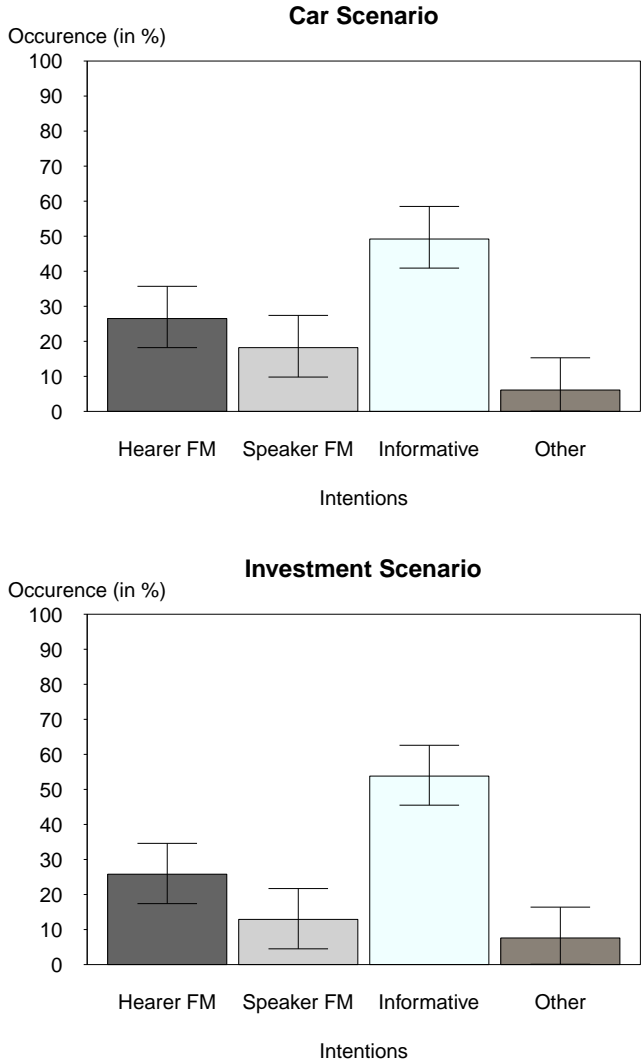 Car Scenario
Occurence (in %)
100
90
80
70
60
50
40
30
20
10
0
Hearer FM Speaker FM Informative Other
Intentions
Investment Scenario
Occurence (in %)
100
90
80
70
60
50
40
30
20
10
0
Hearer FM Speaker FM Informative Other
Intentions